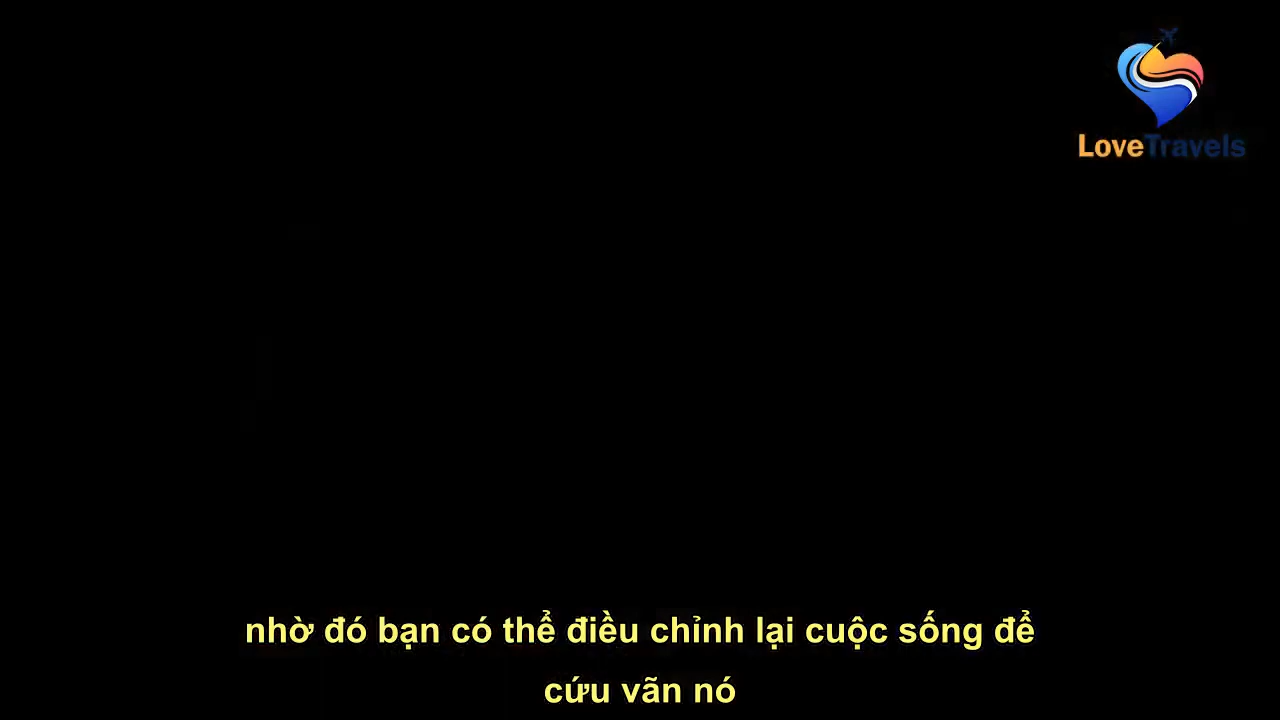 LoveTravels
nhờ đó bạn có thể điều chỉnh lại cuộc sống để
cứu vãn nó